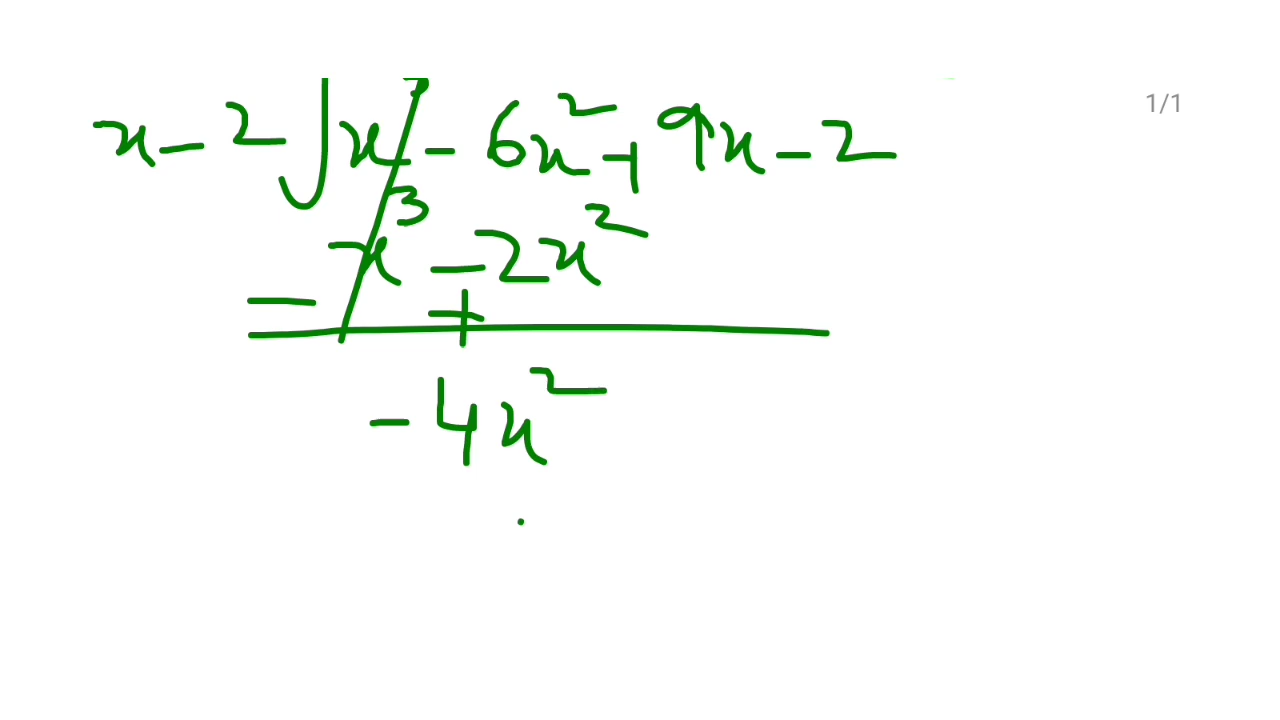 1/1
x - 2 ) x³ - 6x² + 9x - 2
x³ - 2x²
- +
- 4x²